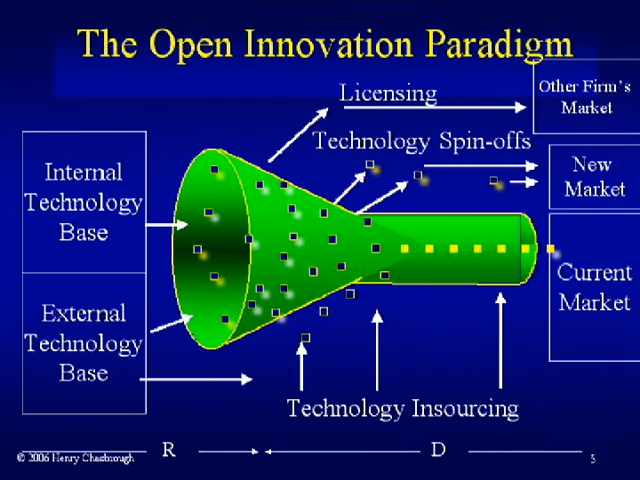 The Open Innovation Paradigm
Licensing
Other Firm's
Market
Technology Spin-offs
New
Market
Internal
Technology
Base
Current
Market
External
Technology
Base
Technology Insourcing
R
D
© 2006 Henry Chesbrough
5